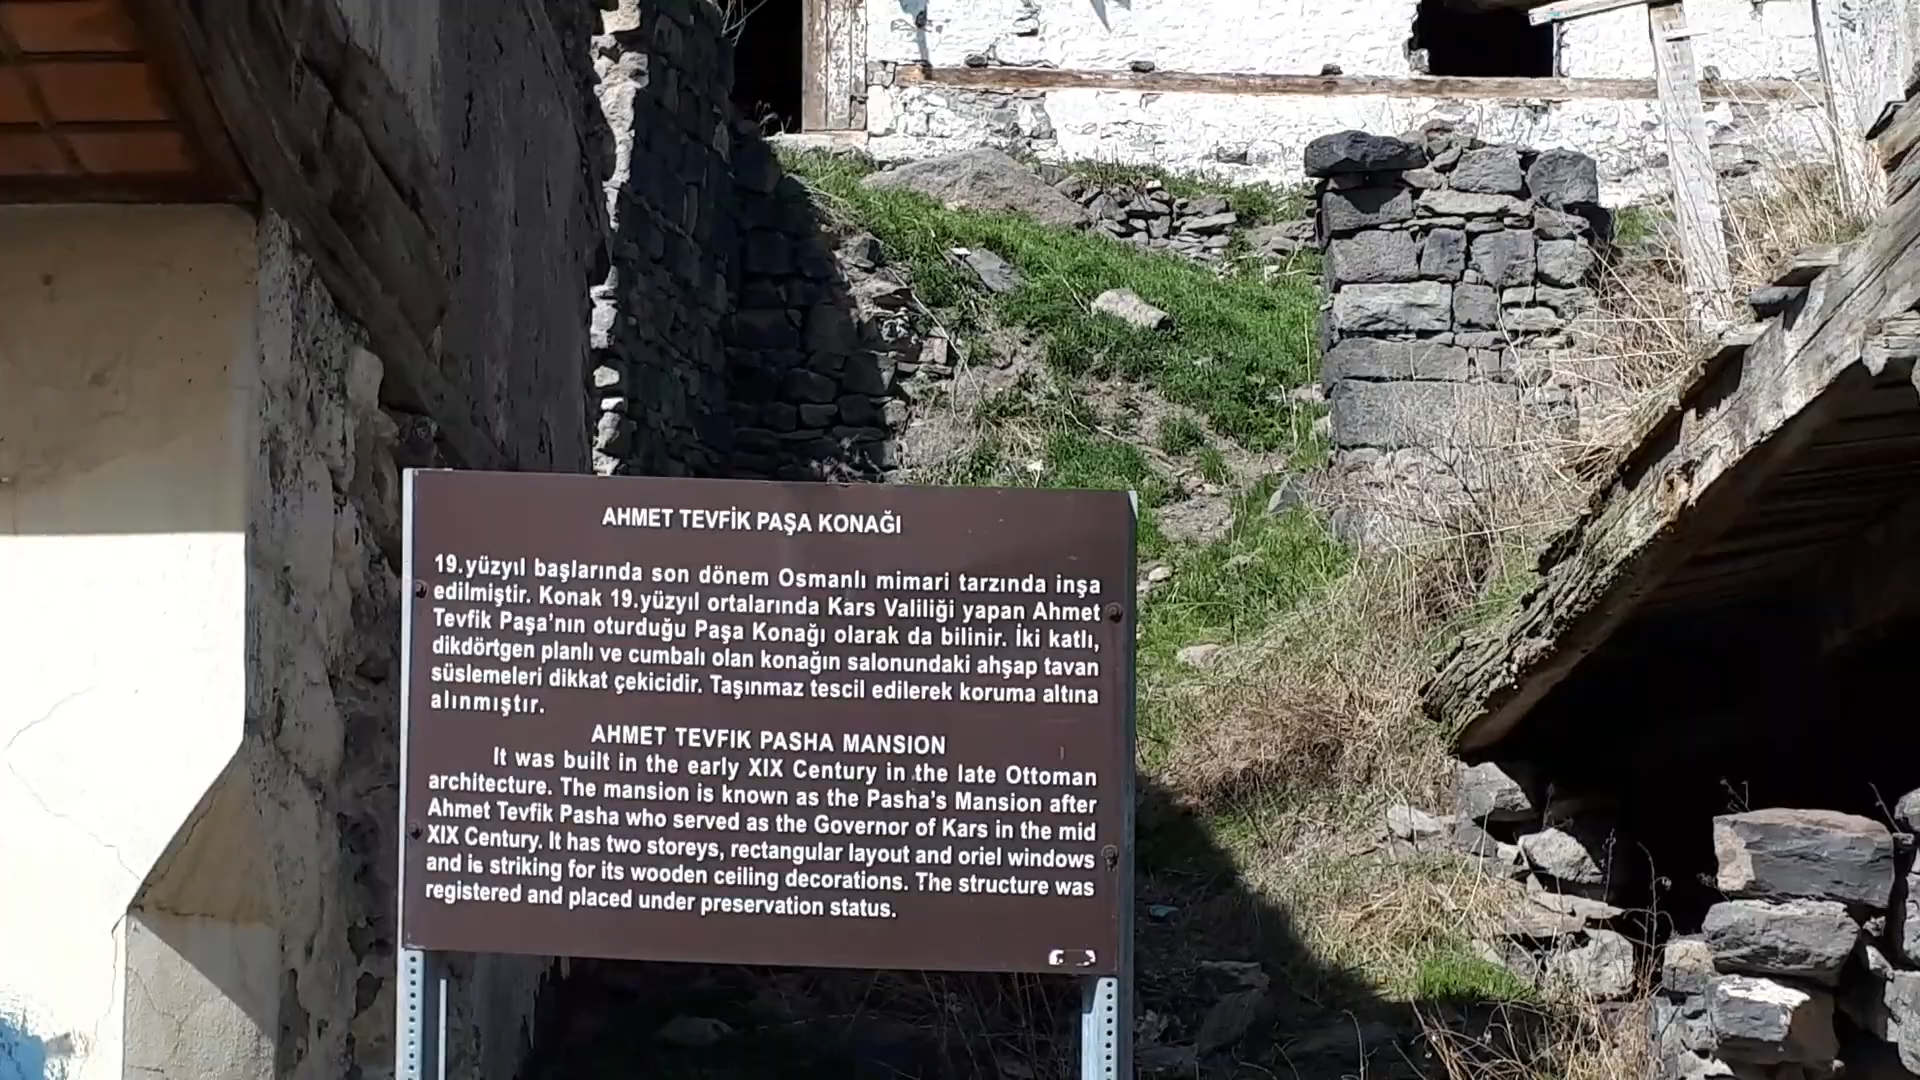 AHMET TEVFİK PAŞA KONAĞI
19.yüzyıl başlarında son dönem Osmanlı mimari tarzında inşa
edilmiştir. Konak 19.yüzyıl ortalarında Kars Valiliği yapan Ahmet
Tevfik Paşa'nın oturduğu Paşa Konağı olarak da bilinir. İki katlı,
dikdörtgen planlı ve cumbalı olan konağın salonundaki ahşap tavan
süslemeleri dikkat çekicidir. Taşınmaz tescil edilerek koruma altına
alınmıştır.
AHMET TEVFIK PASHA MANSION
It was built in the early XIX Century in the late Ottoman
architecture. The mansion is known as the Pasha's Mansion after
Ahmet Tevfik Pasha who served as the Governor of Kars in the mid
XIX Century. It has two storeys, rectangular layout and oriel windows
and is striking for its wooden ceiling decorations. The structure was
registered and placed under preservation status.